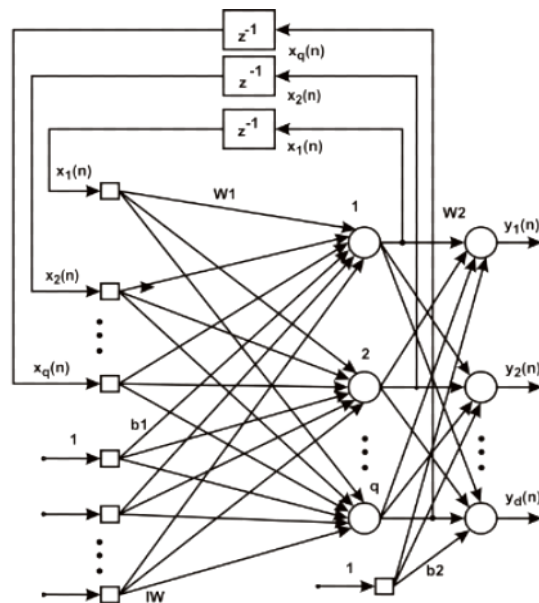 z-1
xq(n)
z-1
x2(n)
z-1
x1(n)
x1(n)
W1
1
W2
y1(n)
x2(n)
2
y2(n)
xq(n)
1
b1
q
yd(n)
1
b2
IW